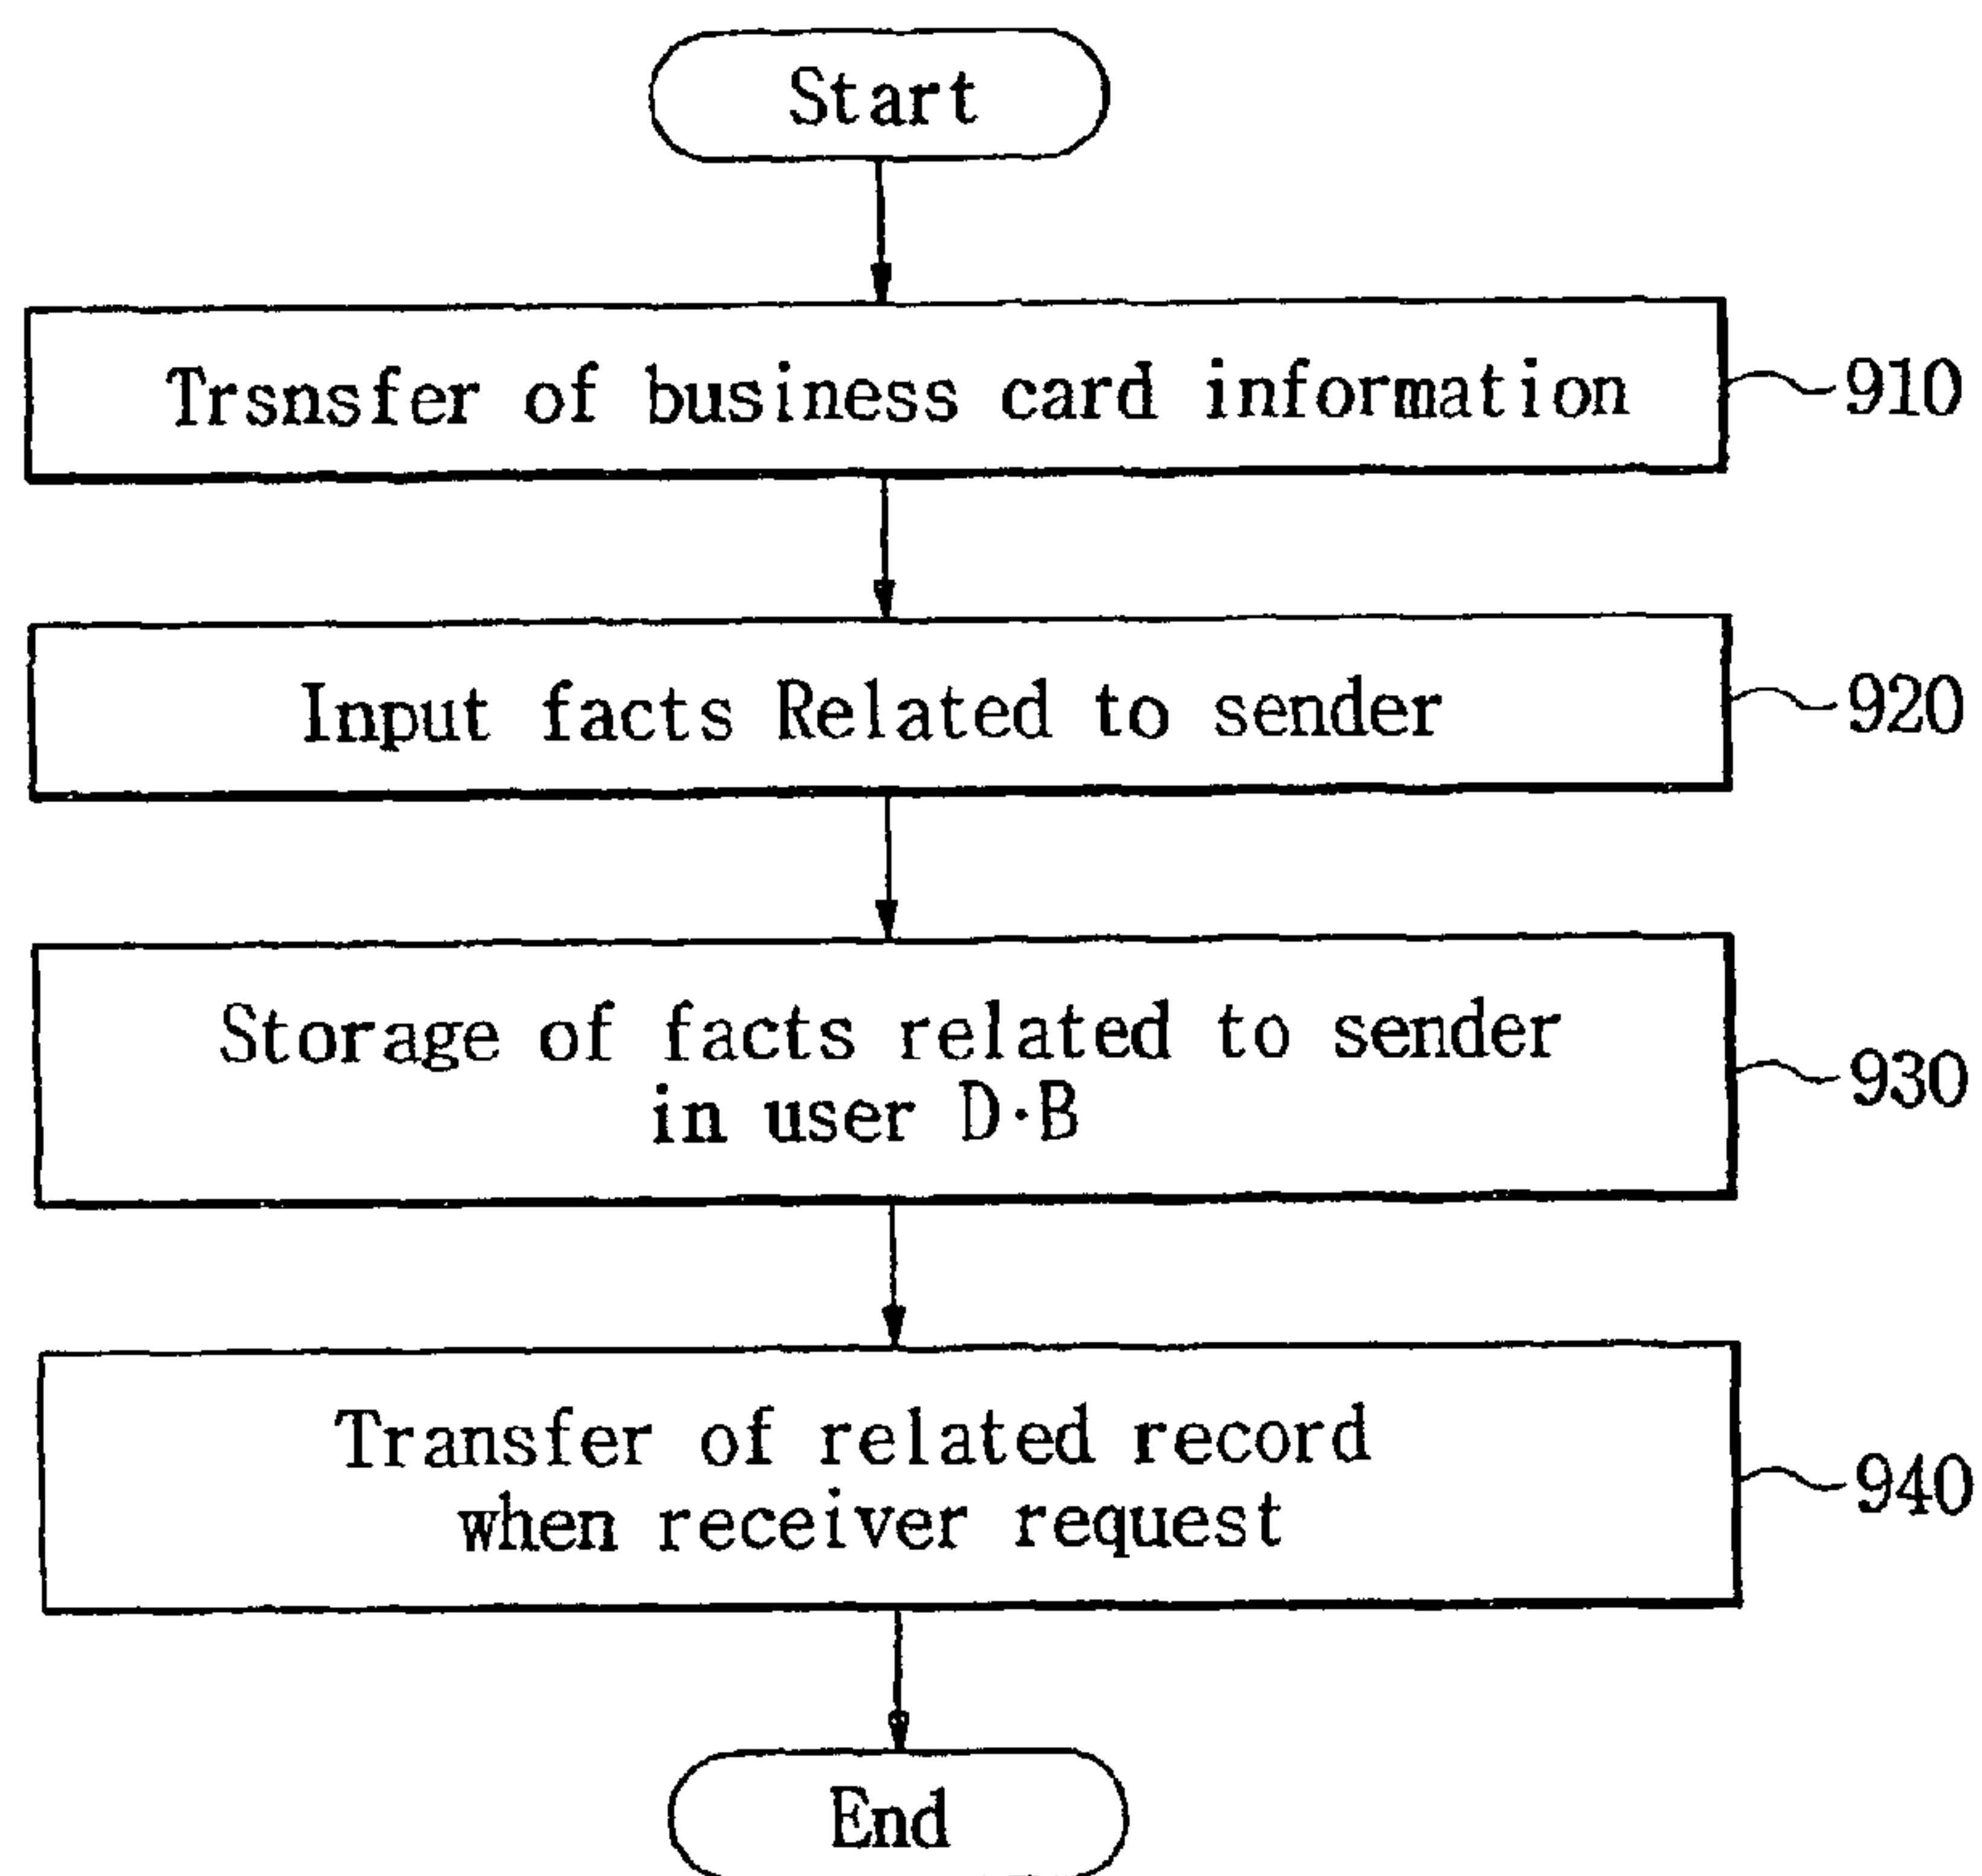 Start
Trsnsfer of business card information
910
Input facts Related to sender
920
Storage of facts related to sender
in user D·B
930
Transfer of related record
when receiver request
940
End